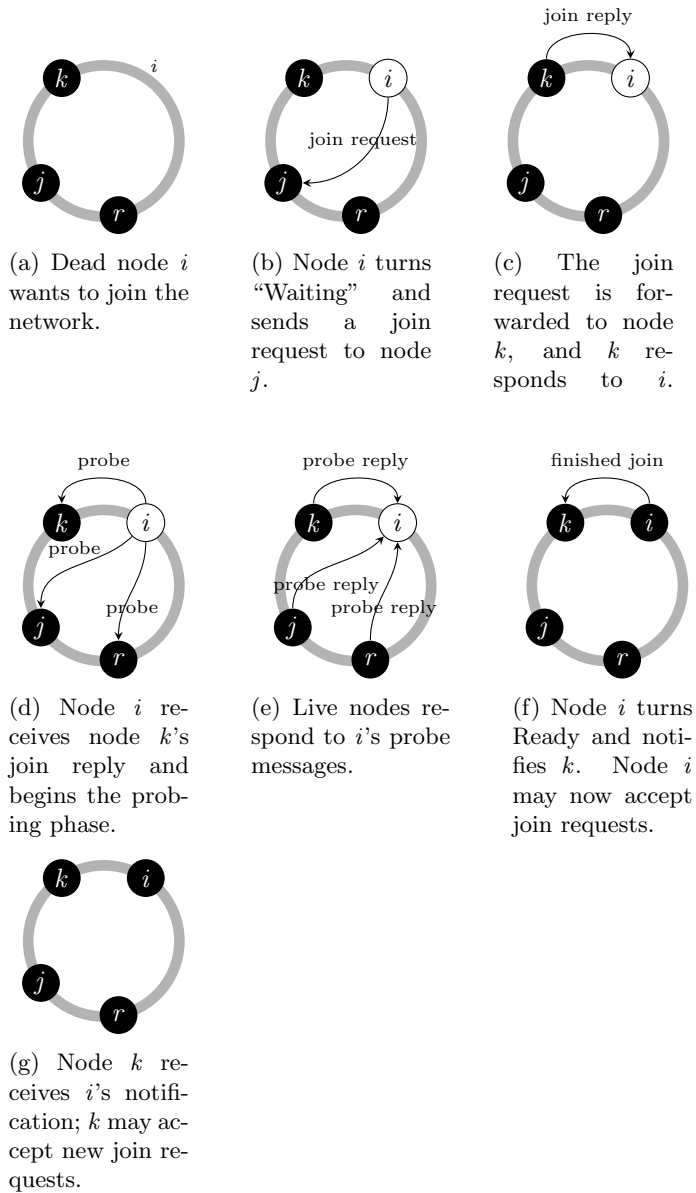 i
k
j
r
(a) Dead node i
wants to join the
network.
k
i
join request
j
r
(b) Node i turns
“Waiting” and
sends a join
request to node
j.
join reply
k
i
j
r
(c) The join
request is for-
warded to node
k, and k re-
sponds to i.
probe
k
i
probe
probe
j
r
(d) Node i re-
ceives node k’s
join reply and
begins the prob-
ing phase.
probe reply
k
i
probe reply
probe reply
j
r
(e) Live nodes re-
spond to i’s probe
messages.
finished join
k
i
j
r
(f) Node i turns
Ready and noti-
fies k. Node i
may now accept
join requests.
k
i
j
r
(g) Node k re-
ceives i’s notifi-
cation; k may ac-
cept new join re-
quests.